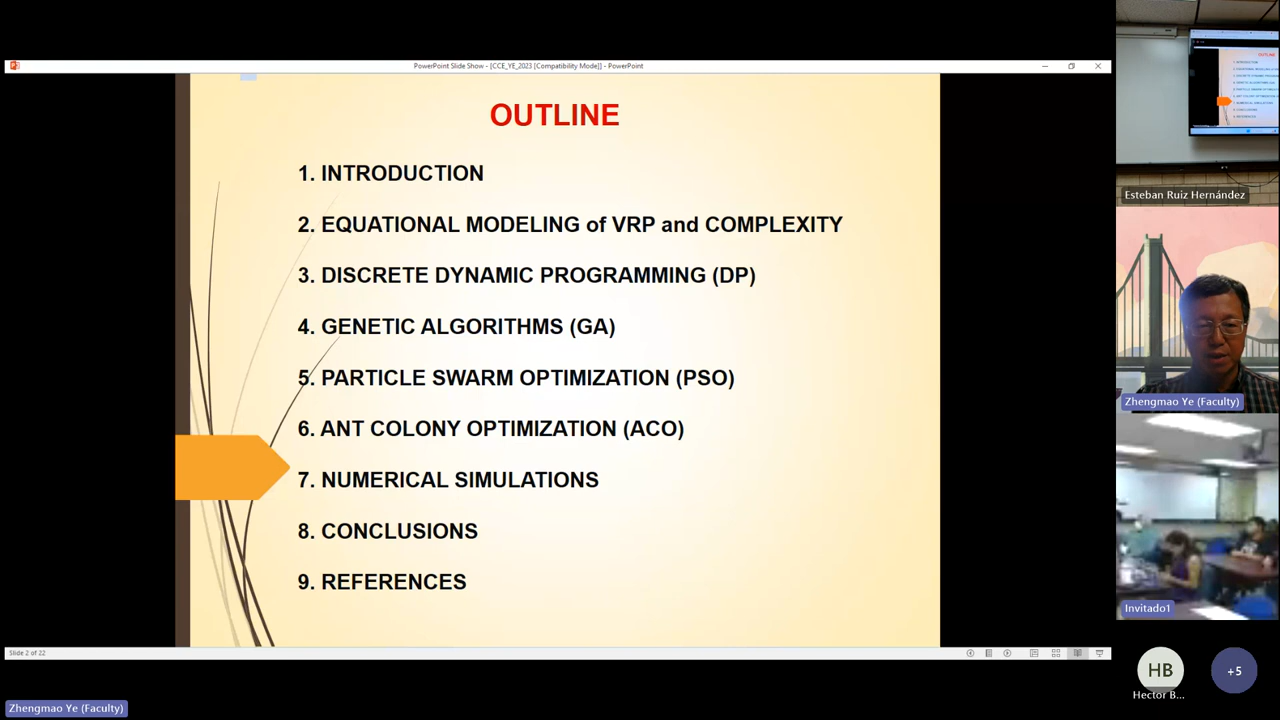 PowerPoint Slide Show - [CCE_YE_2023 [Compatibility Mode]] - PowerPoint
OUTLINE
1. INTRODUCTION
2. EQUATIONAL MODELING of VRP and COMPLEXITY
3. DISCRETE DYNAMIC PROGRAMMING (DP)
4. GENETIC ALGORITHMS (GA)
5. PARTICLE SWARM OPTIMIZATION (PSO)
6. ANT COLONY OPTIMIZATION (ACO)
7. NUMERICAL SIMULATIONS
8. CONCLUSIONS
9. REFERENCES
Slide 2 of 22
Zhengmao Ye (Faculty)
Esteban Ruiz Hernández
Zhengmao Ye (Faculty)
Invitado1
HB
Hector B...
+5